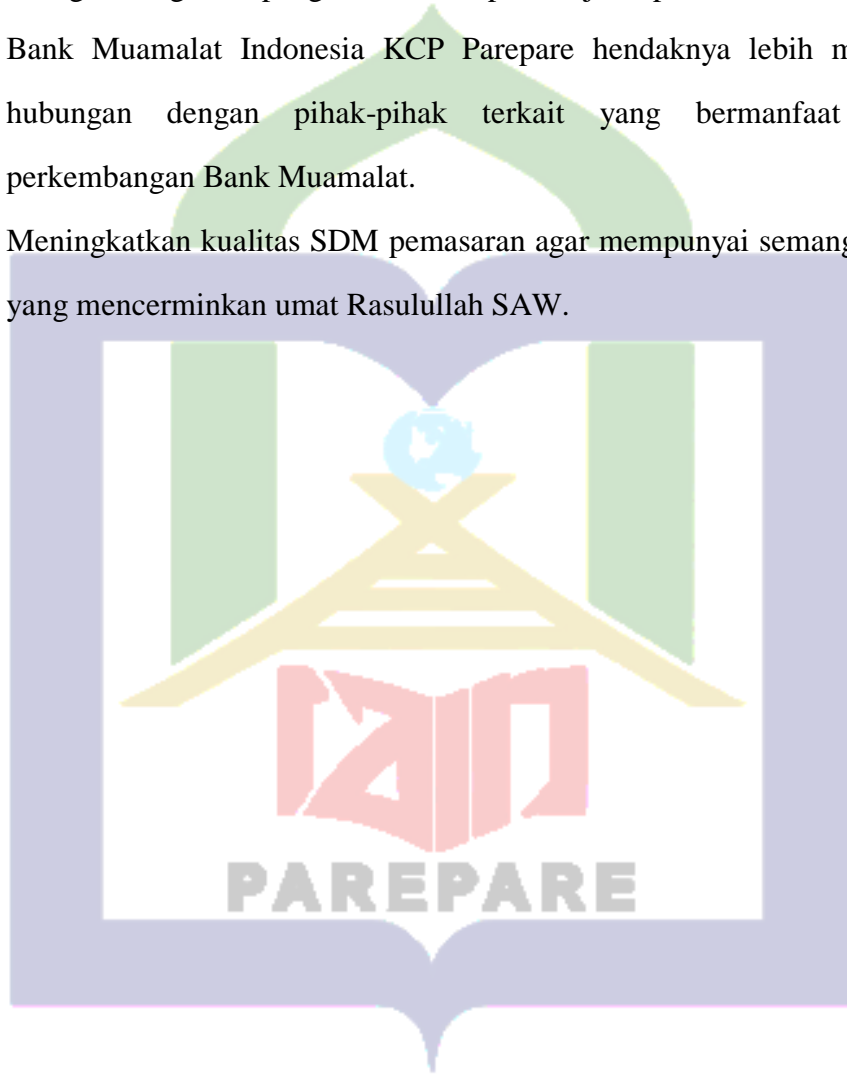 Bank Muamalat Indonesia KCP Parepare hendaknya lebih
hubungan dengan pihak-pihak terkait yang bermanfaat
perkembangan Bank Muamalat.
Meningkatkan kualitas SDM pemasaran agar mempunyai
yang mencerminkan umat Rasulullah SAW.
iain
PAREPARE